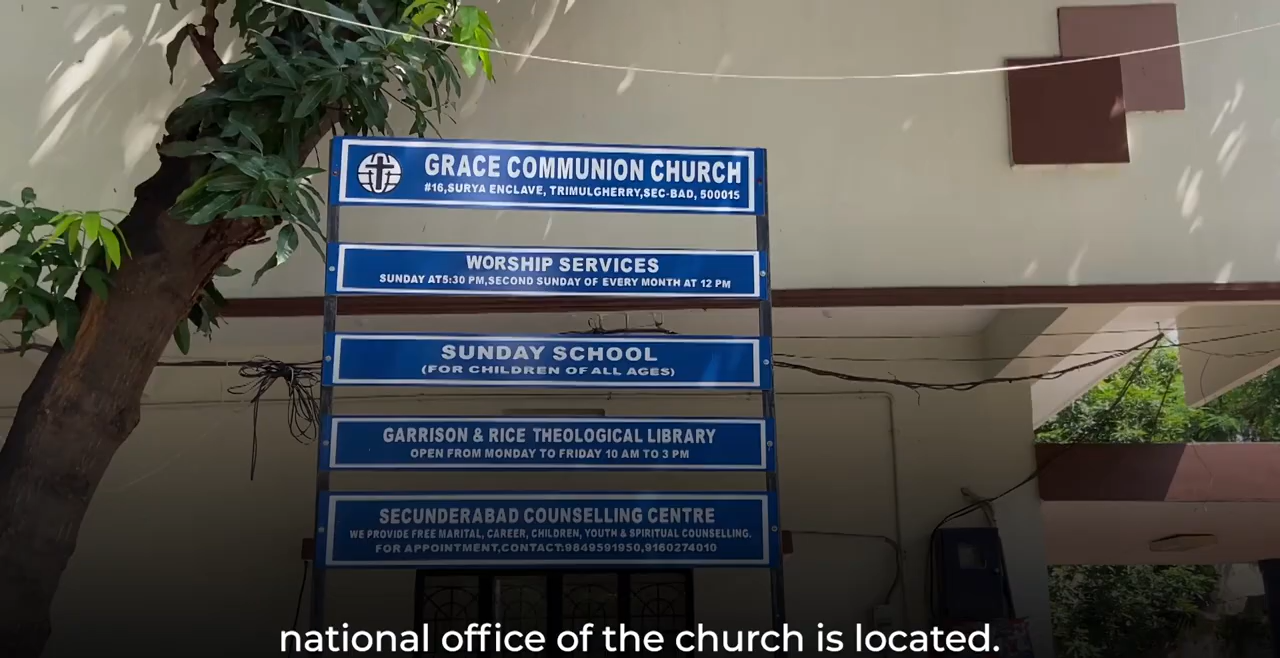 GRACE COMMUNION CHURCH
#16,SURYA ENCLAVE, TRIMULGHERRY,SEC-BAD, 500015
WORSHIP SERVICES
SUNDAY AT5:30 PM,SECOND SUNDAY OF EVERY MONTH AT 12 PM
SUNDAY SCHOOL
(FOR CHILDREN OF ALL AGES)
GARRISON & RICE THEOLOGICAL LIBRARY
OPEN FROM MONDAY TO FRIDAY 10 AM TO 3 PM
SECUNDERABAD COUNSELLING CENTRE
WE PROVIDE FREE MARITAL, CAREER, CHILDREN, YOUTH & SPIRITUAL COUNSELLING.
FOR APPOINTMENT,CONTACT:9849591950,9160274010
national office of the church is located.